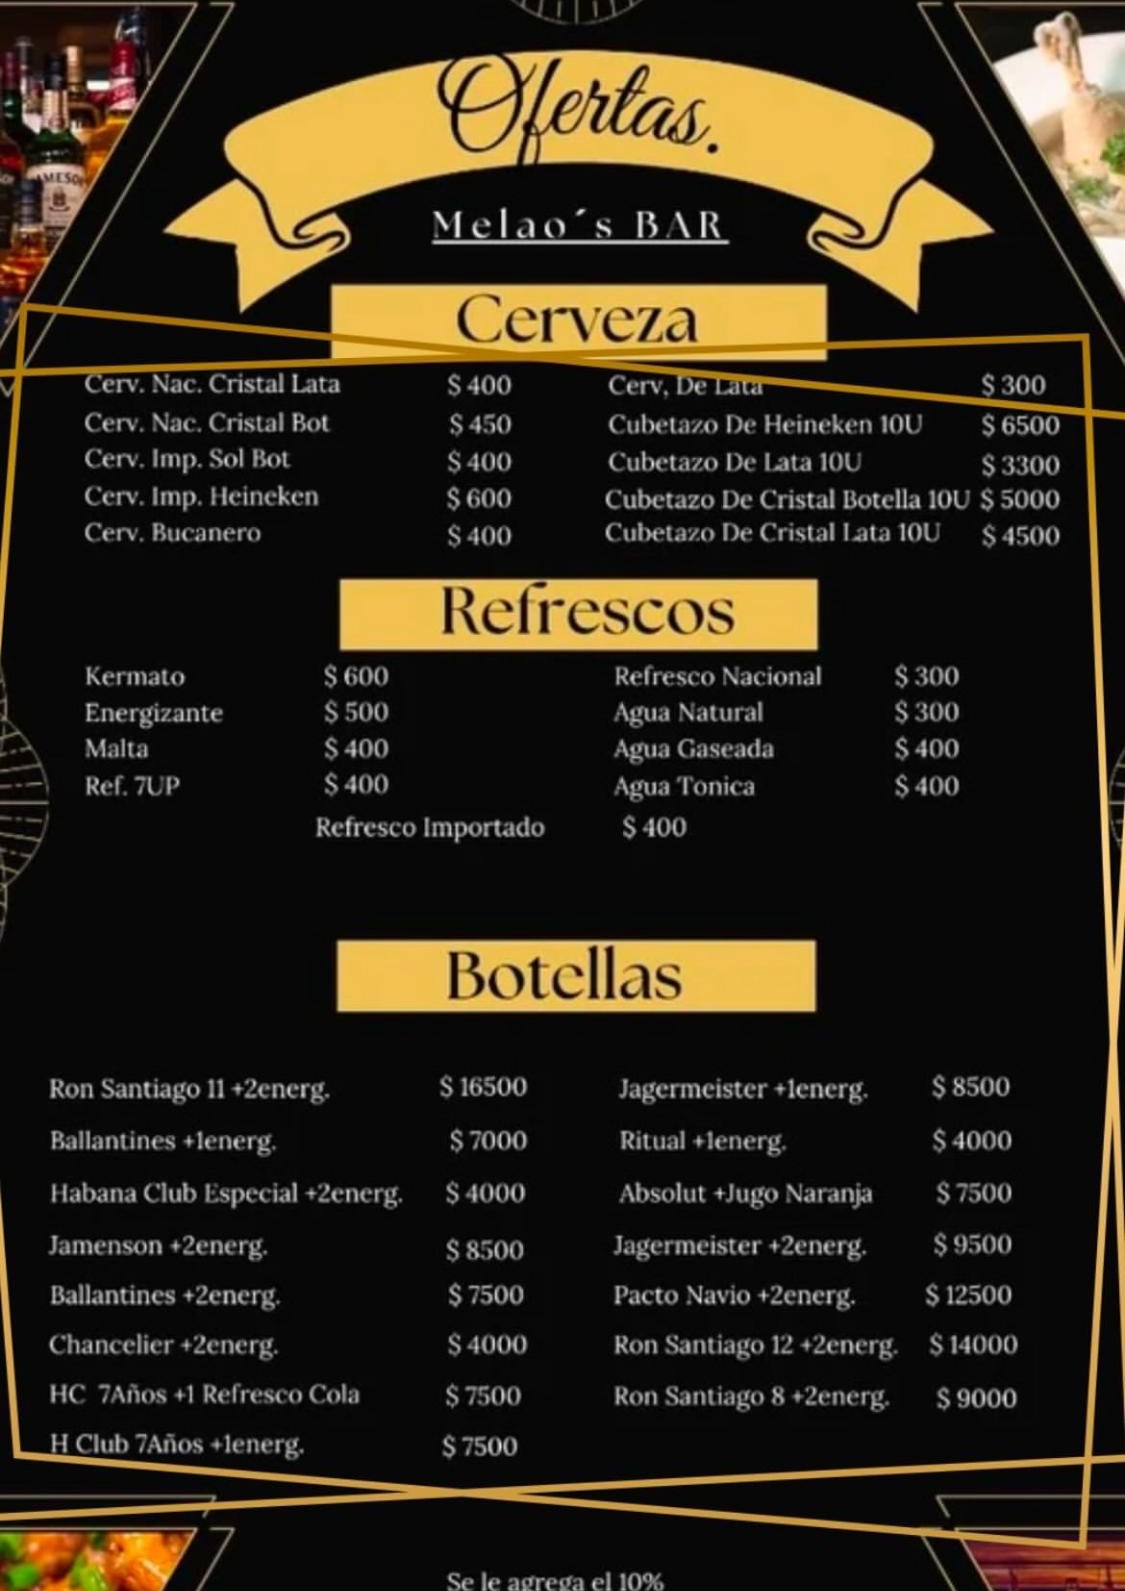 Ofertas.
Melao´s BAR
Cerveza
Cerv. Nac. Cristal Lata $ 400
Cerv. Nac. Cristal Bot $ 450
Cerv. Imp. Sol Bot $ 400
Cerv. Imp. Heineken $ 600
Cerv. Bucanero $ 400
Cerv, De Lata $ 300
Cubetazo De Heineken 10U $ 6500
Cubetazo De Lata 10U $ 3300
Cubetazo De Cristal Botella 10U $ 5000
Cubetazo De Cristal Lata 10U $ 4500
Refrescos
Kermato $ 600
Energizante $ 500
Malta $ 400
Ref. 7UP $ 400
Refresco Nacional $ 300
Agua Natural $ 300
Agua Gaseada $ 400
Agua Tonica $ 400
Refresco Importado $ 400
Botellas
Ron Santiago 11 +2energ. $ 16500
Ballantines +1energ. $ 7000
Habana Club Especial +2energ. $ 4000
Jamenson +2energ. $ 8500
Ballantines +2energ. $ 7500
Chancelier +2energ. $ 4000
HC 7Años +1 Refresco Cola $ 7500
H Club 7Años +1energ. $ 7500
Jagermeister +1energ. $ 8500
Ritual +1energ. $ 4000
Absolut +Jugo Naranja $ 7500
Jagermeister +2energ. $ 9500
Pacto Navio +2energ. $ 12500
Ron Santiago 12 +2energ. $ 14000
Ron Santiago 8 +2energ. $ 9000
Se le agrega el 10%